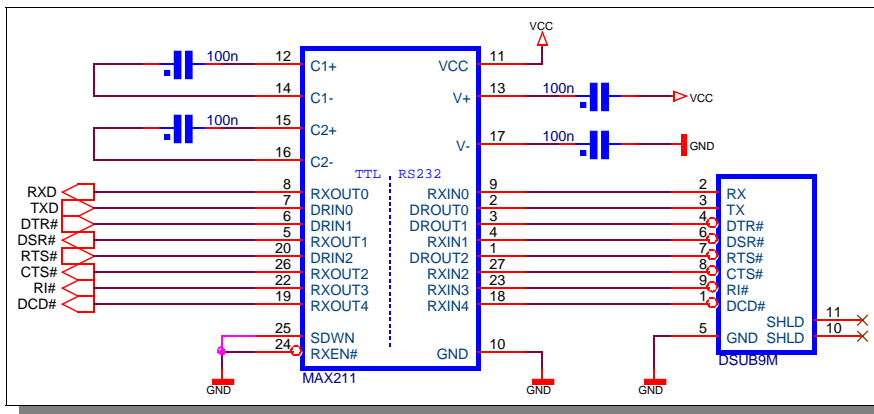 VCC
100n 12 C1+ VCC 11
14 C1- V+ 13 100n VCC
100n 15 C2+
16 C2- V- 17 100n GND
TTL RS232
RXD 8 RXOUT0 RXIN0 9 2 RX
TXD 7 DRIN0 DROUT0 2 3 TX
DTR# 6 DRIN1 DROUT1 3 4 DTR#
DSR# 5 RXOUT1 RXIN1 4 6 DSR#
RTS# 20 DRIN2 DROUT2 1 7 RTS#
CTS# 26 RXOUT2 RXIN2 27 8 CTS#
RI# 22 RXOUT3 RXIN3 23 9 RI#
DCD# 19 RXOUT4 RXIN4 18 1 DCD#
SHLD 11
25 SDWN 5 GND SHLD 10
24 RXEN# GND 10
GND MAX211 GND GND DSUB9M